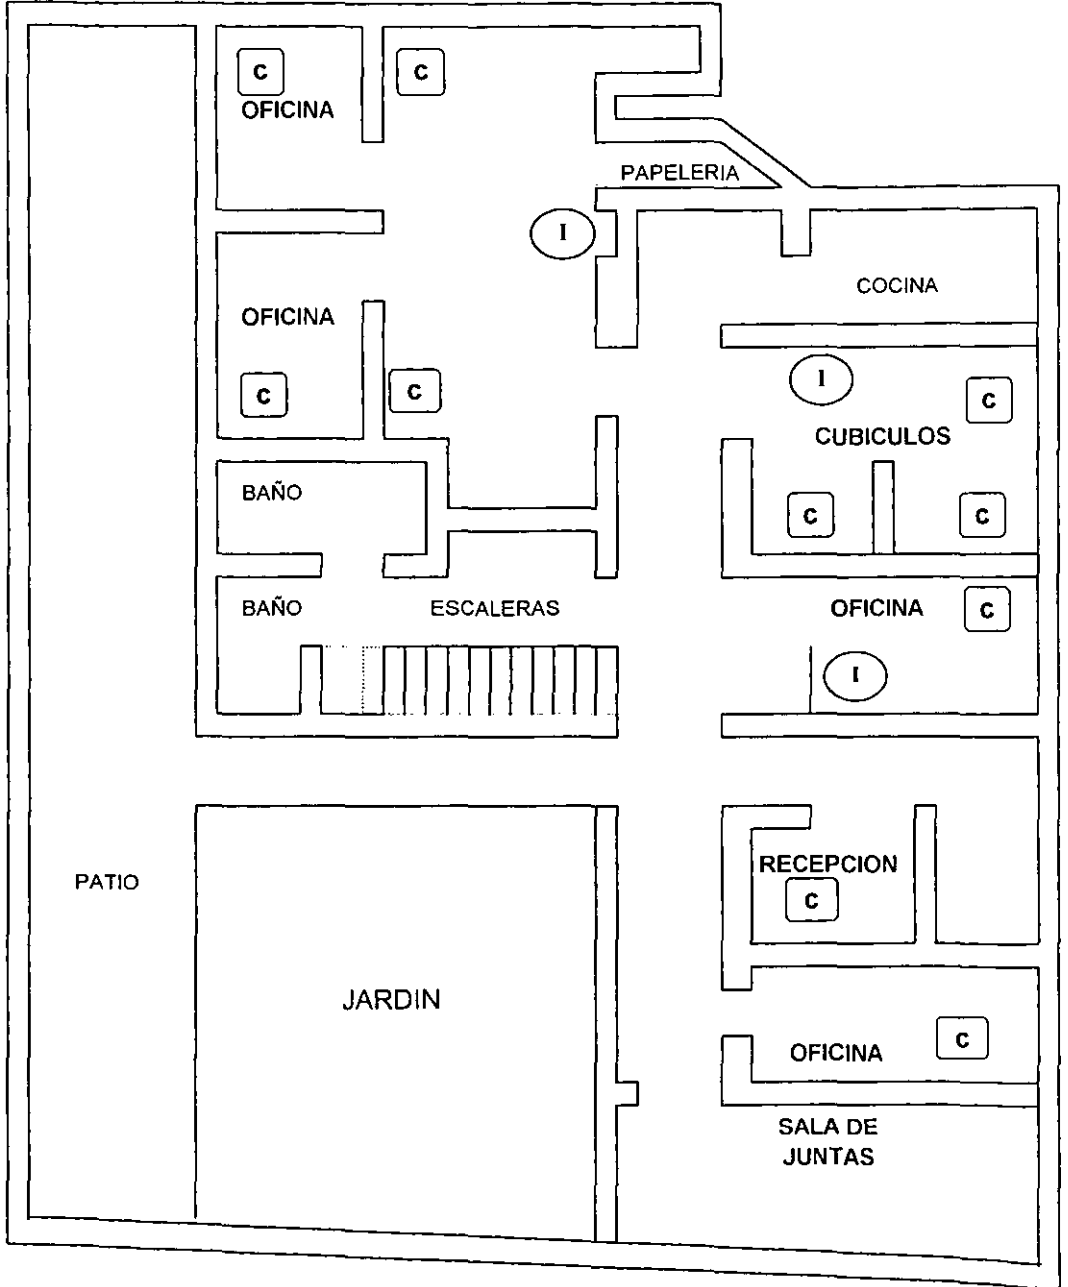 C
C
OFICINA
PAPELERIA
I
COCINA
OFICINA
I
C
C
C
CUBICULOS
BAÑO
C
C
BAÑO
ESCALERAS
OFICINA
C
I
RECEPCION
C
PATIO
JARDIN
OFICINA
C
SALA DE
JUNTAS